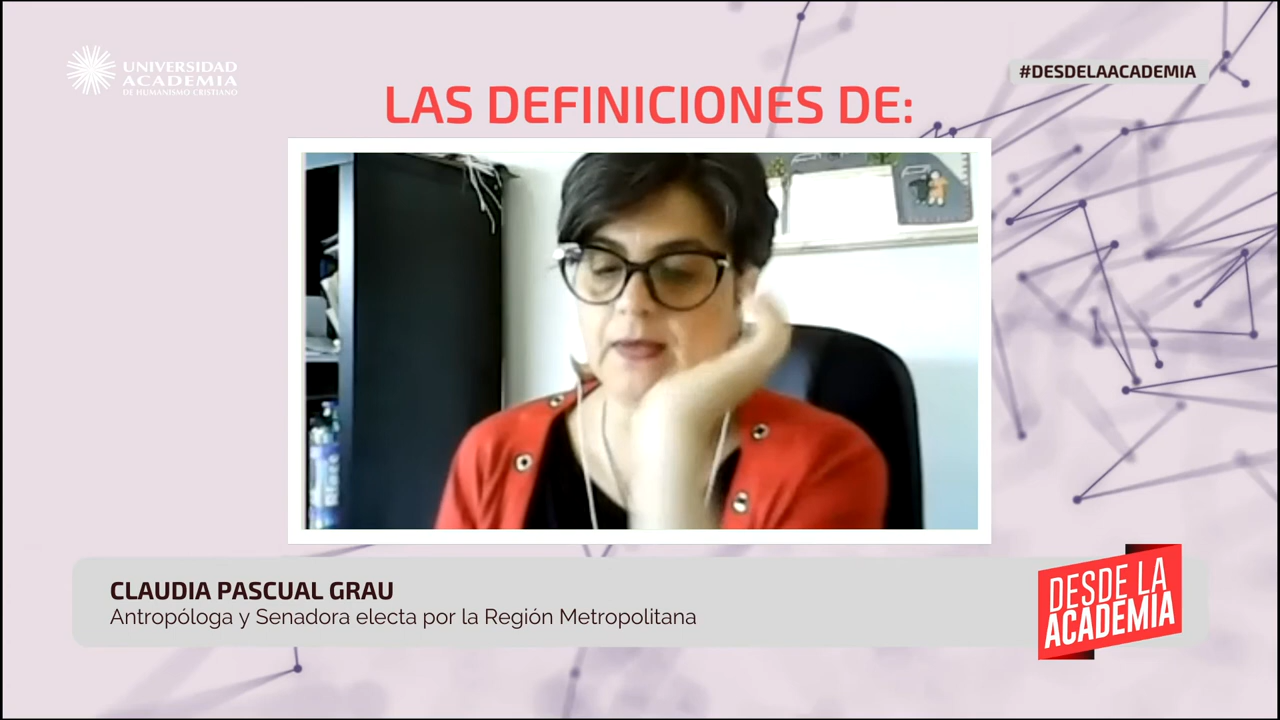 UNIVERSIDAD
ACADEMIA
DE HUMANISMO CRISTIANO
#DESDELAACADEMIA
LAS DEFINICIONES DE:
CLAUDIA PASCUAL GRAU
Antropóloga y Senadora electa por la Región Metropolitana
DESDE LA
ACADEMIA